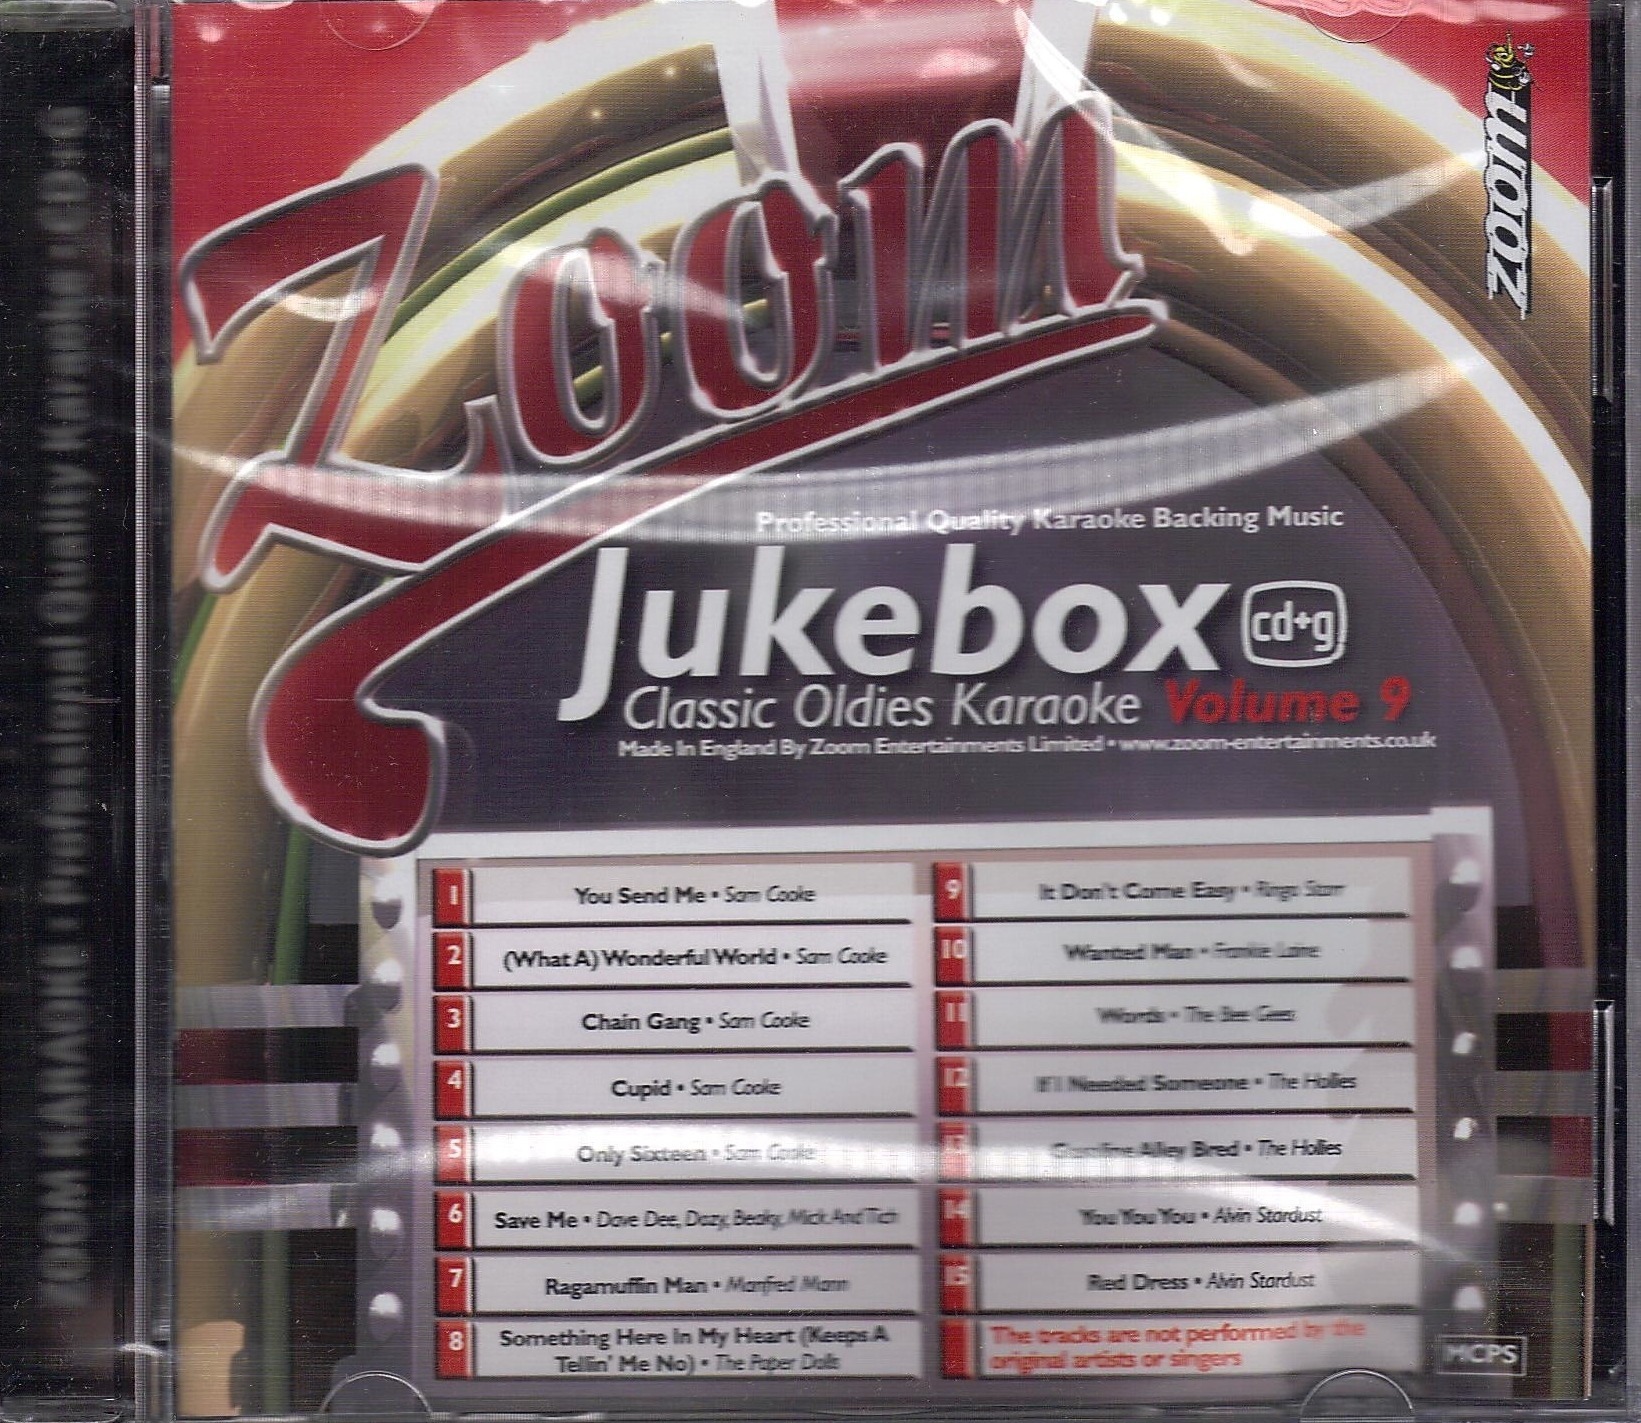 zoom
Zoom
Professional Quality Karaoke Backing Music
Jukebox cd+g
Classic Oldies Karaoke Volume 9
Made In England By Zoom Entertainments Limited • www.zoom-entertainments.co.uk
1 You Send Me • Sam Cooke
2 (What A) Wonderful World • Sam Cooke
3 Chain Gang • Sam Cooke
4 Cupid • Sam Cooke
5 Only Sixteen • Sam Cooke
6 Save Me • Dave Dee, Dozy, Beaky, Mick And Tich
7 Ragamuffin Man • Manfred Mann
8 Something Here In My Heart (Keeps A
Tellin' Me No) • The Paper Dolls
9 It Don't Come Easy • Ringo Starr
10 Wanted Man • Frankie Laine
11 Words • The Bee Gees
12 If I Needed Someone • The Hollies
13 Gasoline Alley Bred • The Hollies
14 You You You • Alvin Stardust
15 Red Dress • Alvin Stardust
The tracks are not performed by the
original artists or singers
MCPS